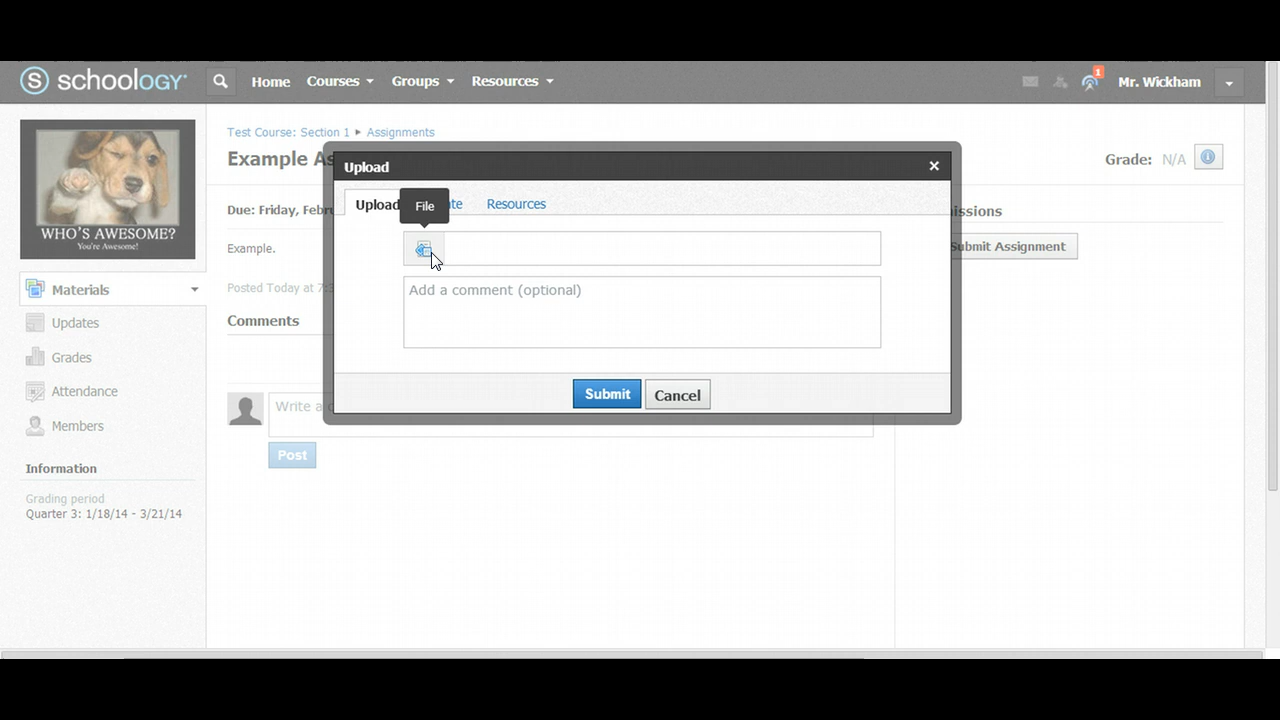 schoology
Home
Courses
Groups
Resources
1
Mr. Wickham
WHO'S AWESOME?
You're Awesome!
Materials
Updates
Grades
Attendance
Members
Information
Grading period
Quarter 3: 1/18/14 - 3/21/14
Test Course: Section 1
Assignments
Example As
Grade: N/A
Due: Friday, Febru
Example.
Posted Today at 7:3
Comments
Write a c
Post
Submit Assignment
Upload
Upload
Resources
File
Add a comment (optional)
Submit
Cancel